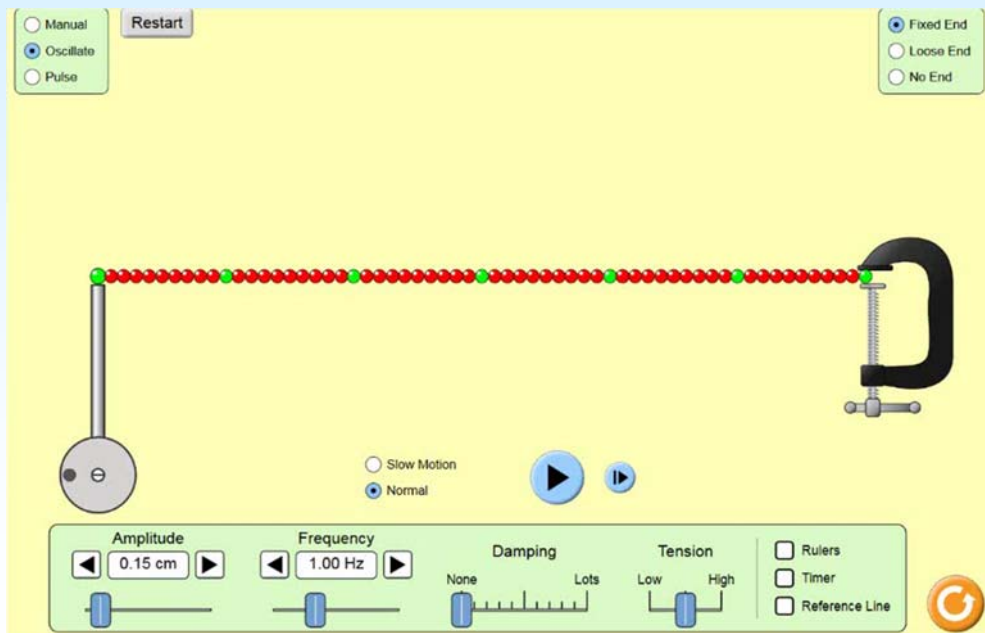 Manual
Oscillate
Pulse
Restart
Fixed End
Loose End
No End
Slow Motion
Normal
Amplitude
0.15 cm
Frequency
1.00 Hz
Damping
None Lots
Tension
Low High
Rulers
Timer
Reference Line